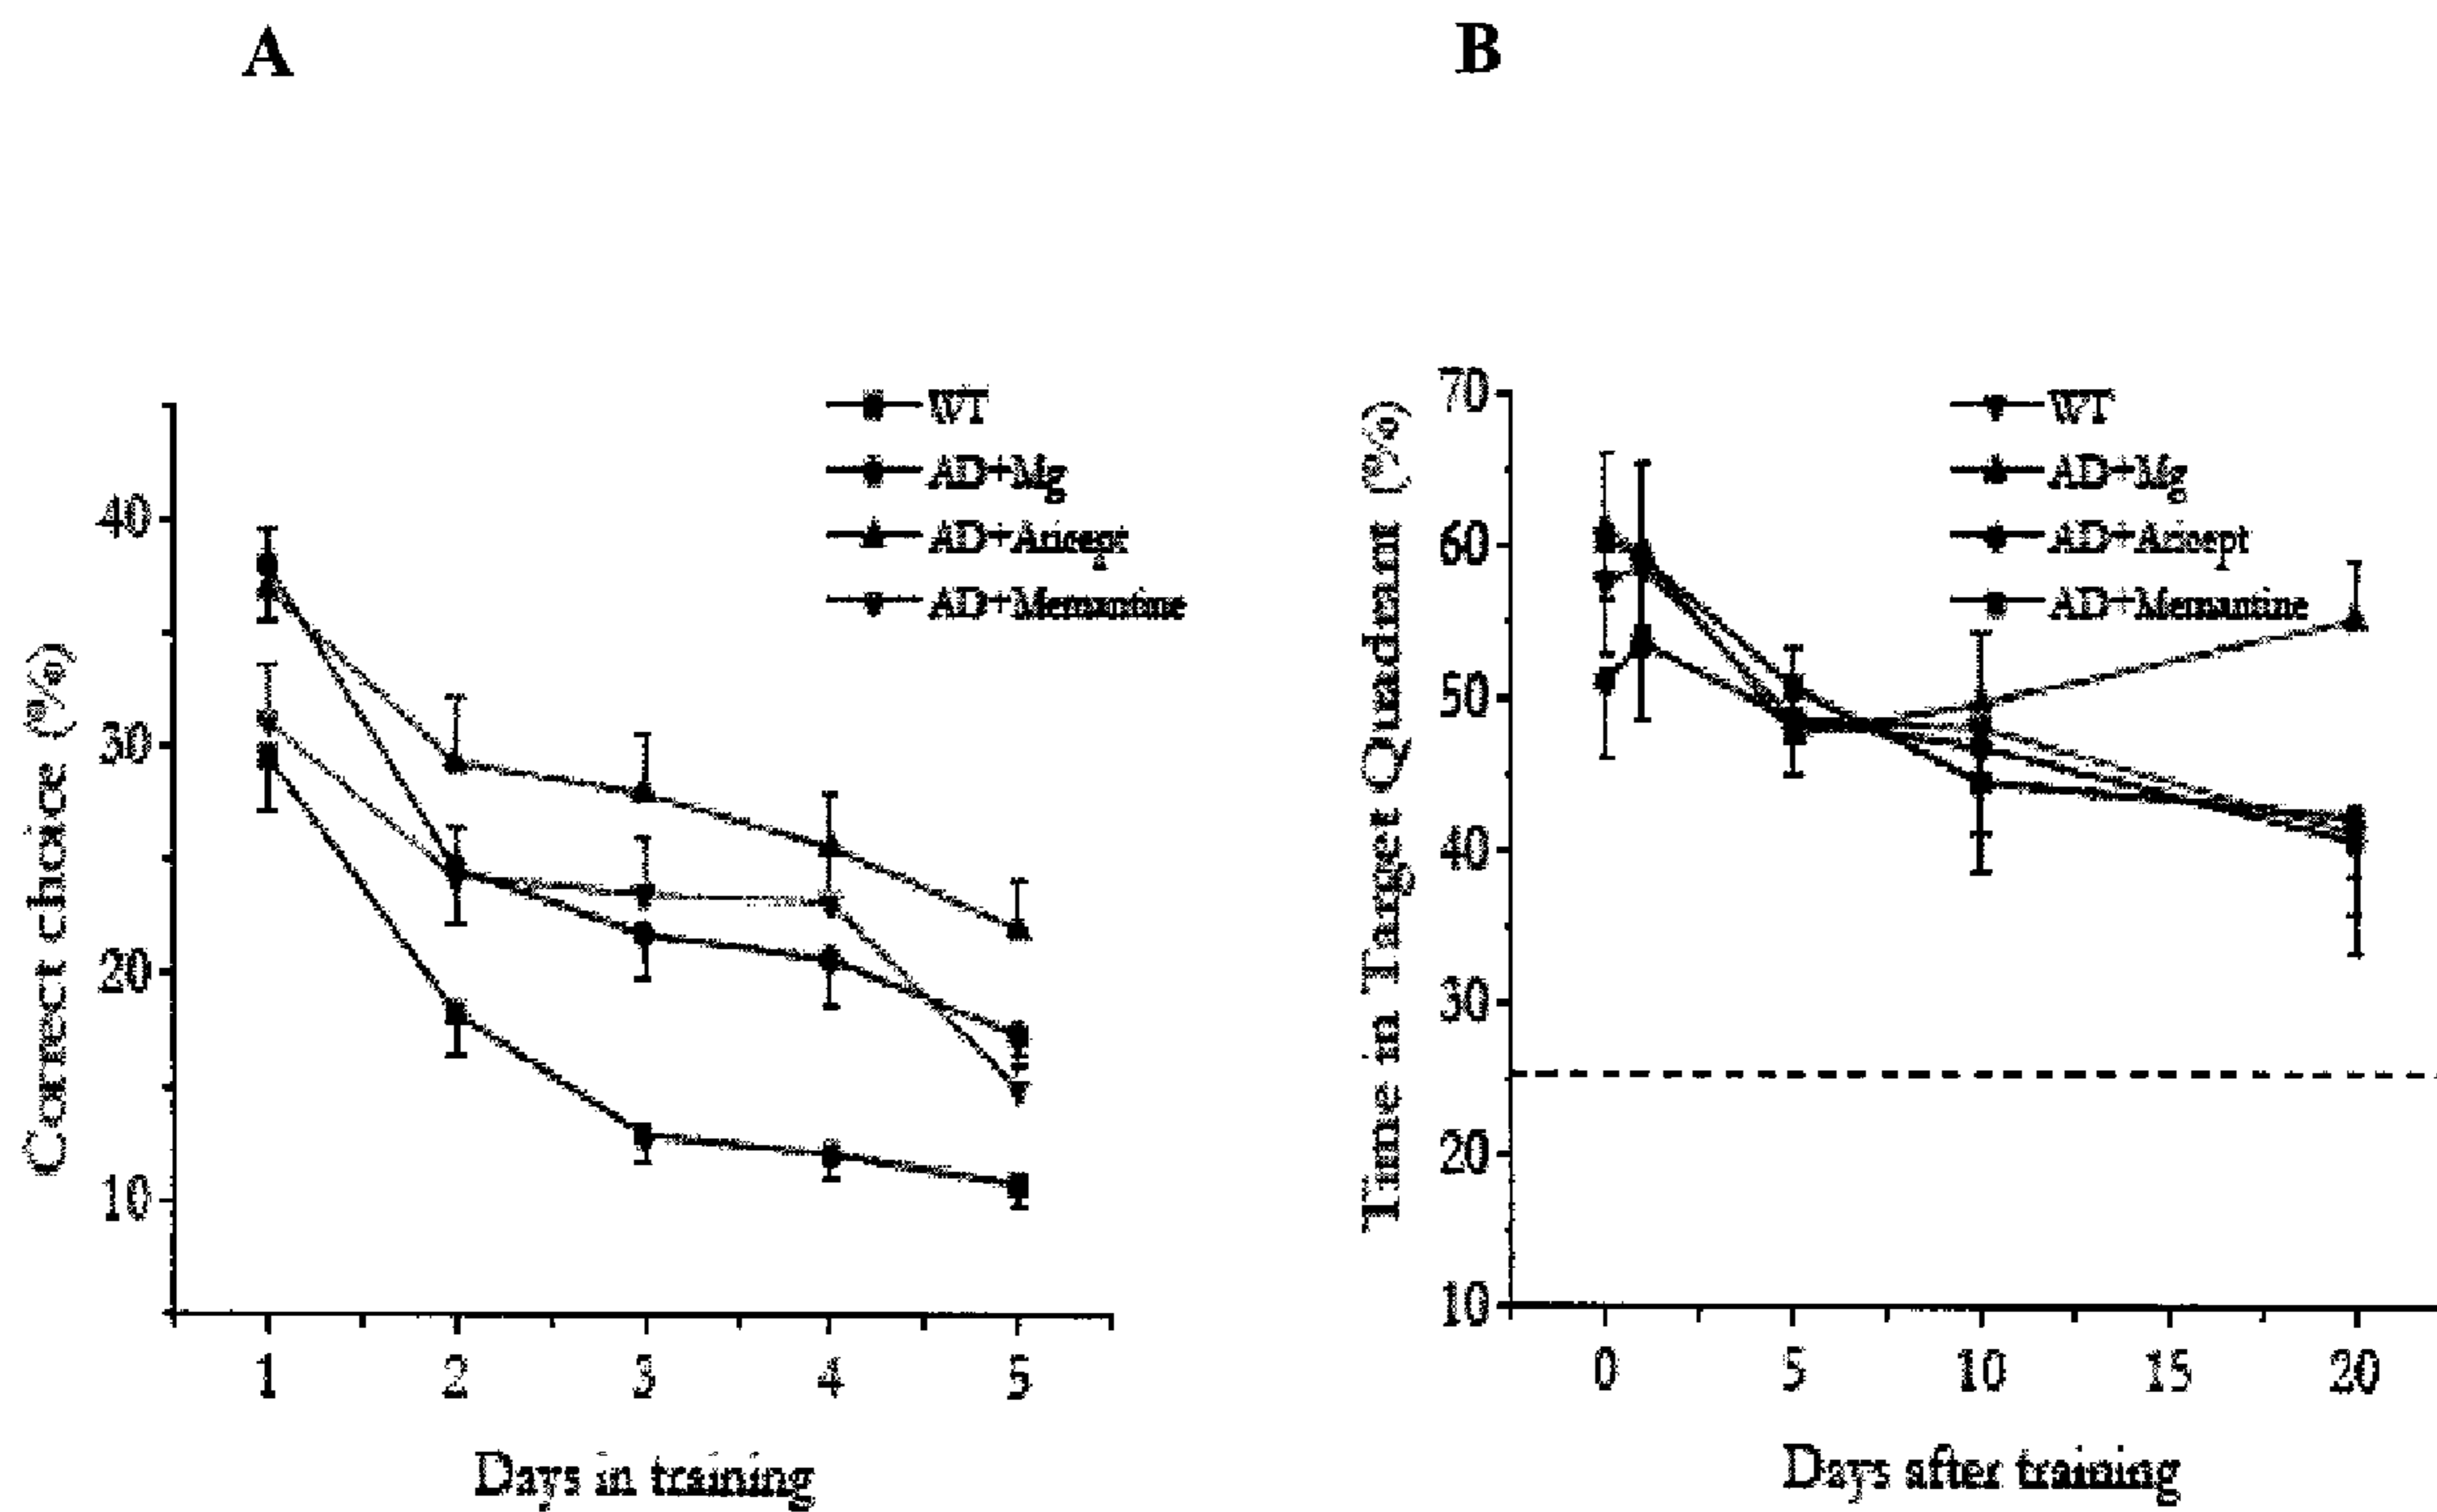 A
B
WT
AD+Mg
AD+Aricept
AD+Memantine
40
30
20
10
Correct choice (%)
1 2 3 4 5
Days in training
WT
AD+Mg
AD+Aricept
AD+Memantine
70
60
50
40
30
20
10
Time in Target Quadrant (%)
0 5 10 15 20
Days after training